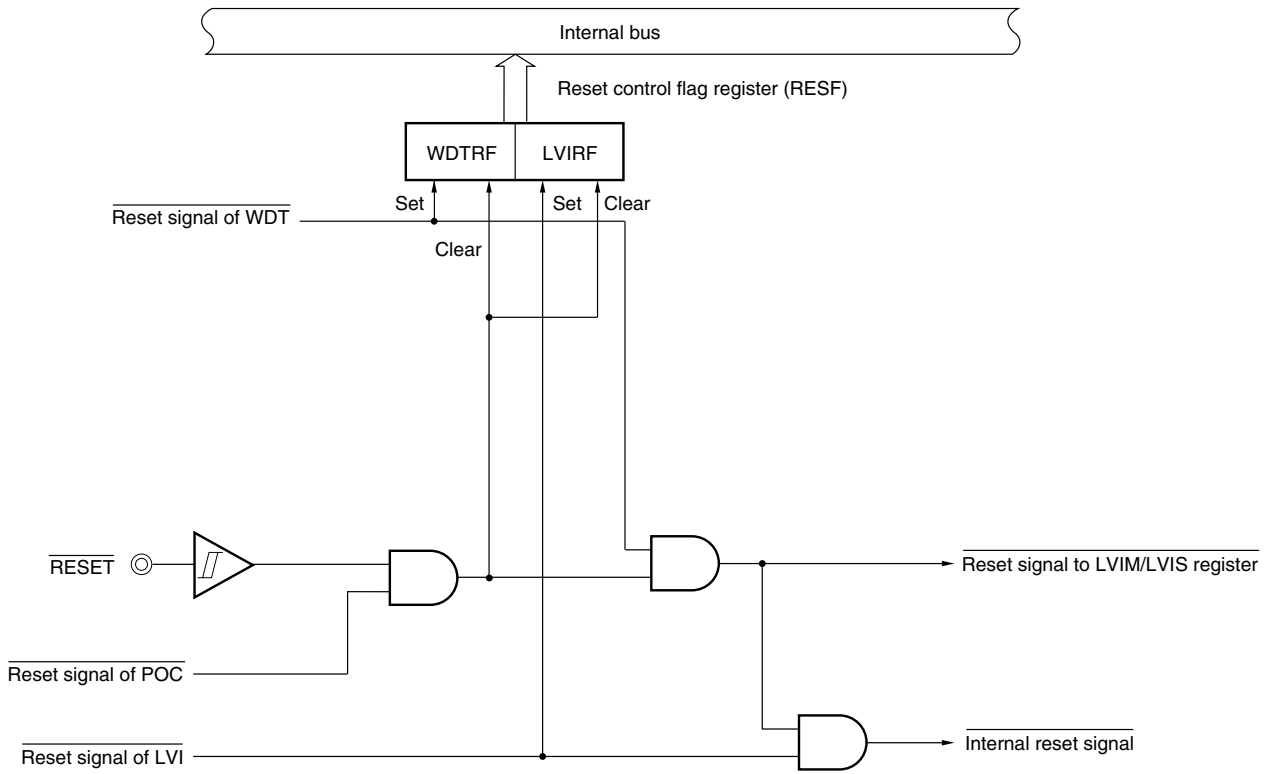 Internal bus
Reset control flag register (RESF)
WDTRF
LVIRF
Set
Set
Clear
Reset signal of WDT
Clear
RESET
Reset signal to LVIM/LVIS register
Reset signal of POC
Internal reset signal
Reset signal of LVI